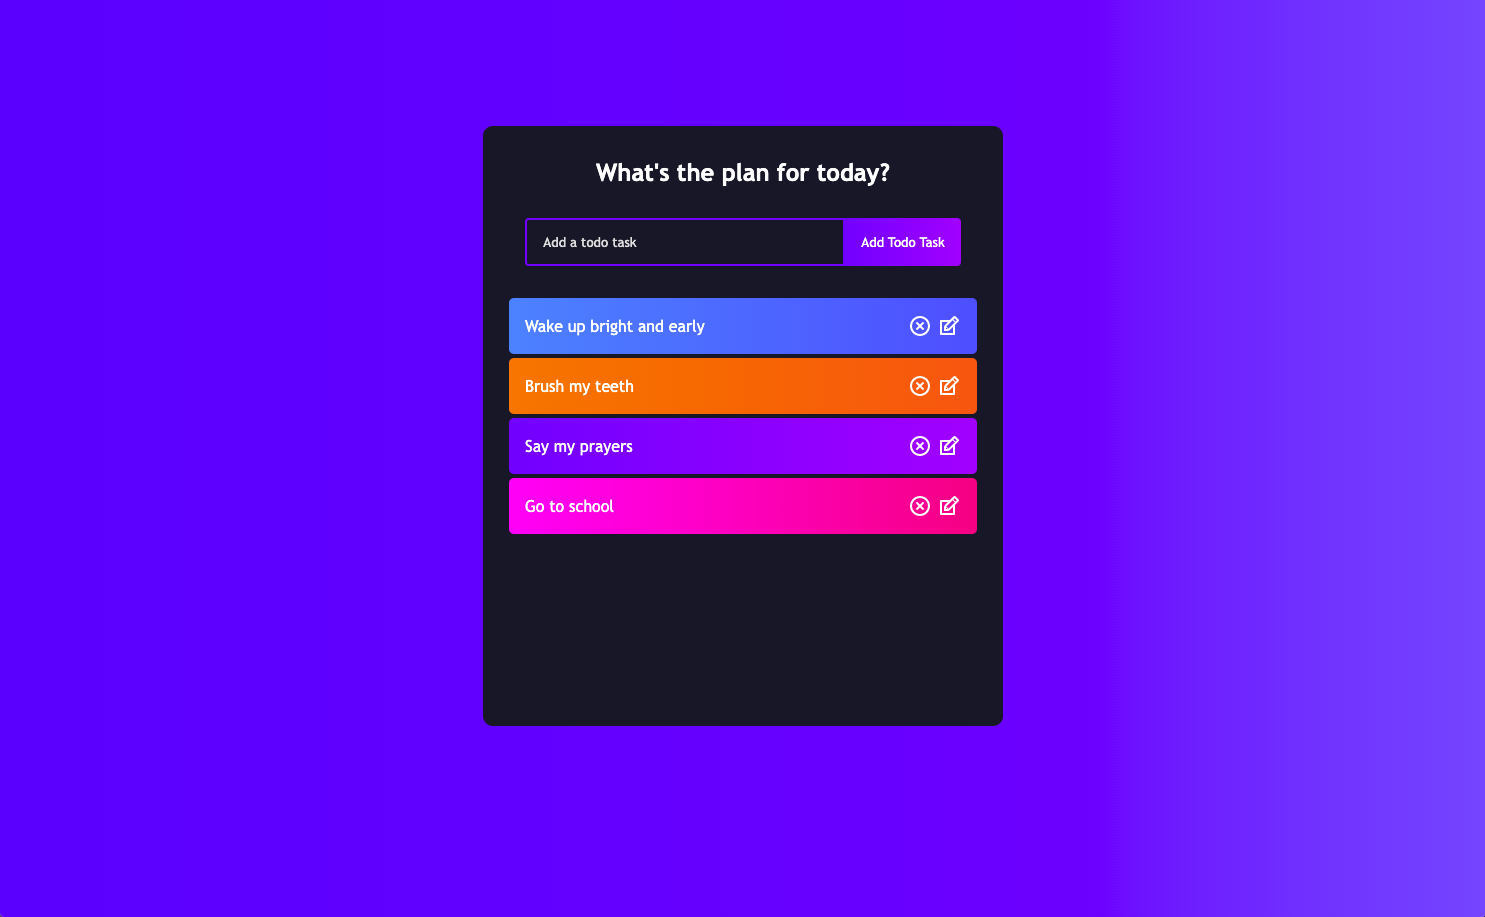 What's the plan for today?
Add a todo task
Add Todo Task
Wake up bright and early
Brush my teeth
Say my prayers
Go to school